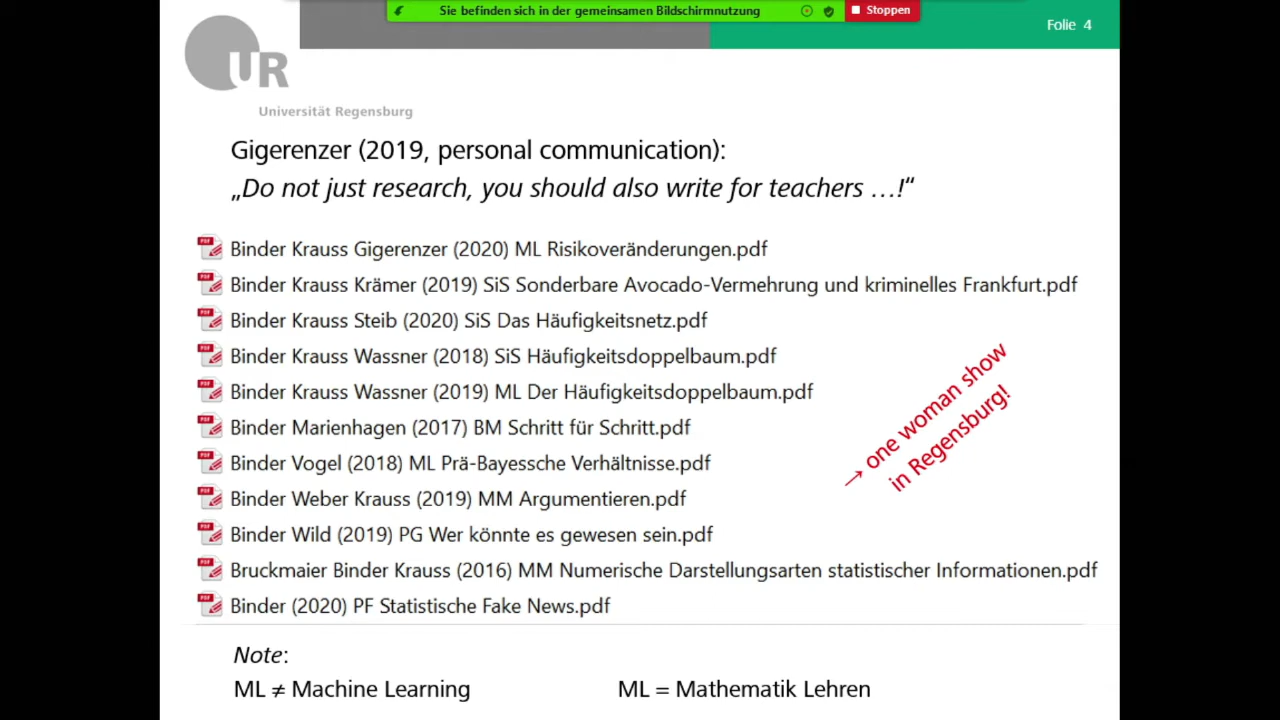 Sie befinden sich in der gemeinsamen Bildschirmnutzung
Stoppen
Folie 4
UR
Universität Regensburg
Gigerenzer (2019, personal communication):
„Do not just research, you should also write for teachers …!“
Binder Krauss Gigerenzer (2020) ML Risikoveränderungen.pdf
Binder Krauss Krämer (2019) SiS Sonderbare Avocado-Vermehrung und kriminelles Frankfurt.pdf
Binder Krauss Steib (2020) SiS Das Häufigkeitsnetz.pdf
Binder Krauss Wassner (2018) SiS Häufigkeitsdoppelbaum.pdf
Binder Krauss Wassner (2019) ML Der Häufigkeitsdoppelbaum.pdf
Binder Marienhagen (2017) BM Schritt für Schritt.pdf
Binder Vogel (2018) ML Prä-Bayessche Verhältnisse.pdf
Binder Weber Krauss (2019) MM Argumentieren.pdf
Binder Wild (2019) PG Wer könnte es gewesen sein.pdf
Bruckmaier Binder Krauss (2016) MM Numerische Darstellungsarten statistischer Informationen.pdf
Binder (2020) PF Statistische Fake News.pdf
→ one woman show
in Regensburg!
Note:
ML ≠ Machine Learning
ML = Mathematik Lehren